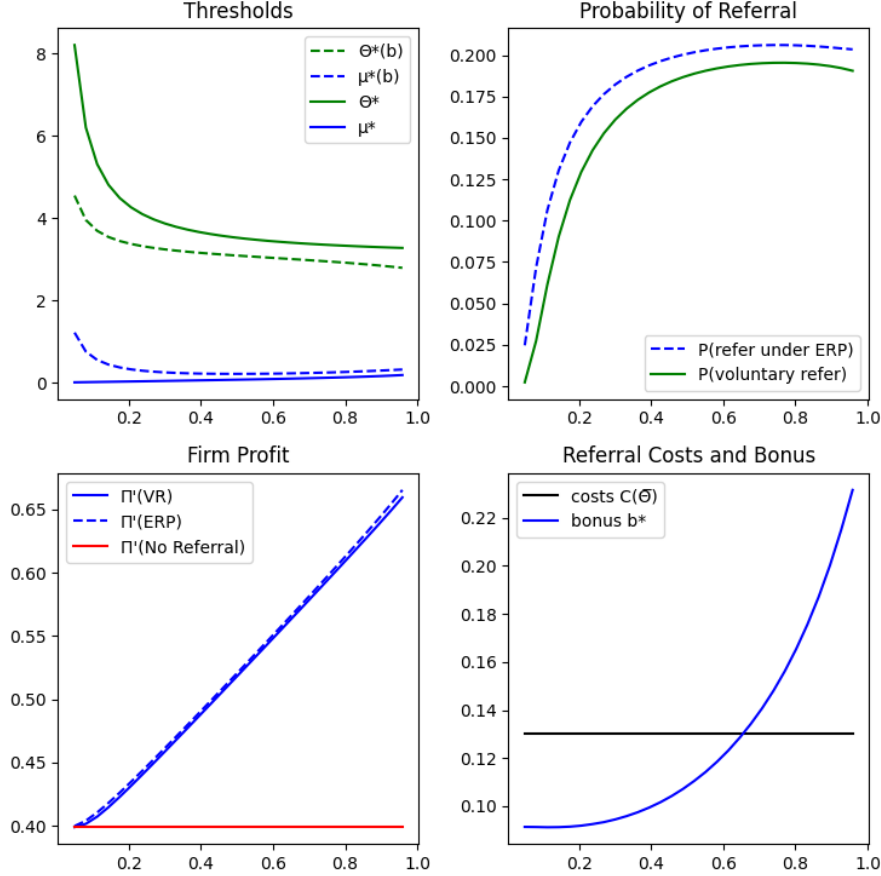 Thresholds
8
6
4
2
0
0.2 0.4 0.6 0.8 1.0
Θ*(b)
μ*(b)
Θ*
μ*
Probability of Referral
0.200
0.175
0.150
0.125
0.100
0.075
0.050
0.025
0.000
0.2 0.4 0.6 0.8 1.0
P(refer under ERP)
P(voluntary refer)
Firm Profit
0.65
0.60
0.55
0.50
0.45
0.40
0.2 0.4 0.6 0.8 1.0
Π'(VR)
Π'(ERP)
Π'(No Referral)
Referral Costs and Bonus
0.22
0.20
0.18
0.16
0.14
0.12
0.10
0.2 0.4 0.6 0.8 1.0
costs C(Θ̄)
bonus b*